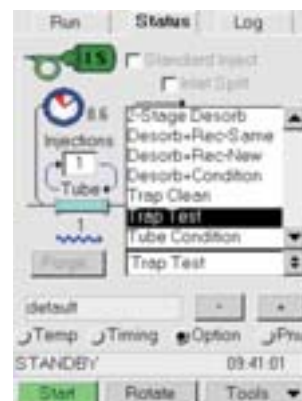 Run Status Log
IS Standard Inject
Inlet Split
8.6 2-Stage Desorb
Injections Desorb+Rec-Same
1 Desorb+Rec-New
Desorb+Condition
Tube Trap Clean
Trap Test
1 Tube Condition
Trap Test
default - +
Temp Timing Option
STANDBY 09:41:01
Start Rotate Tools